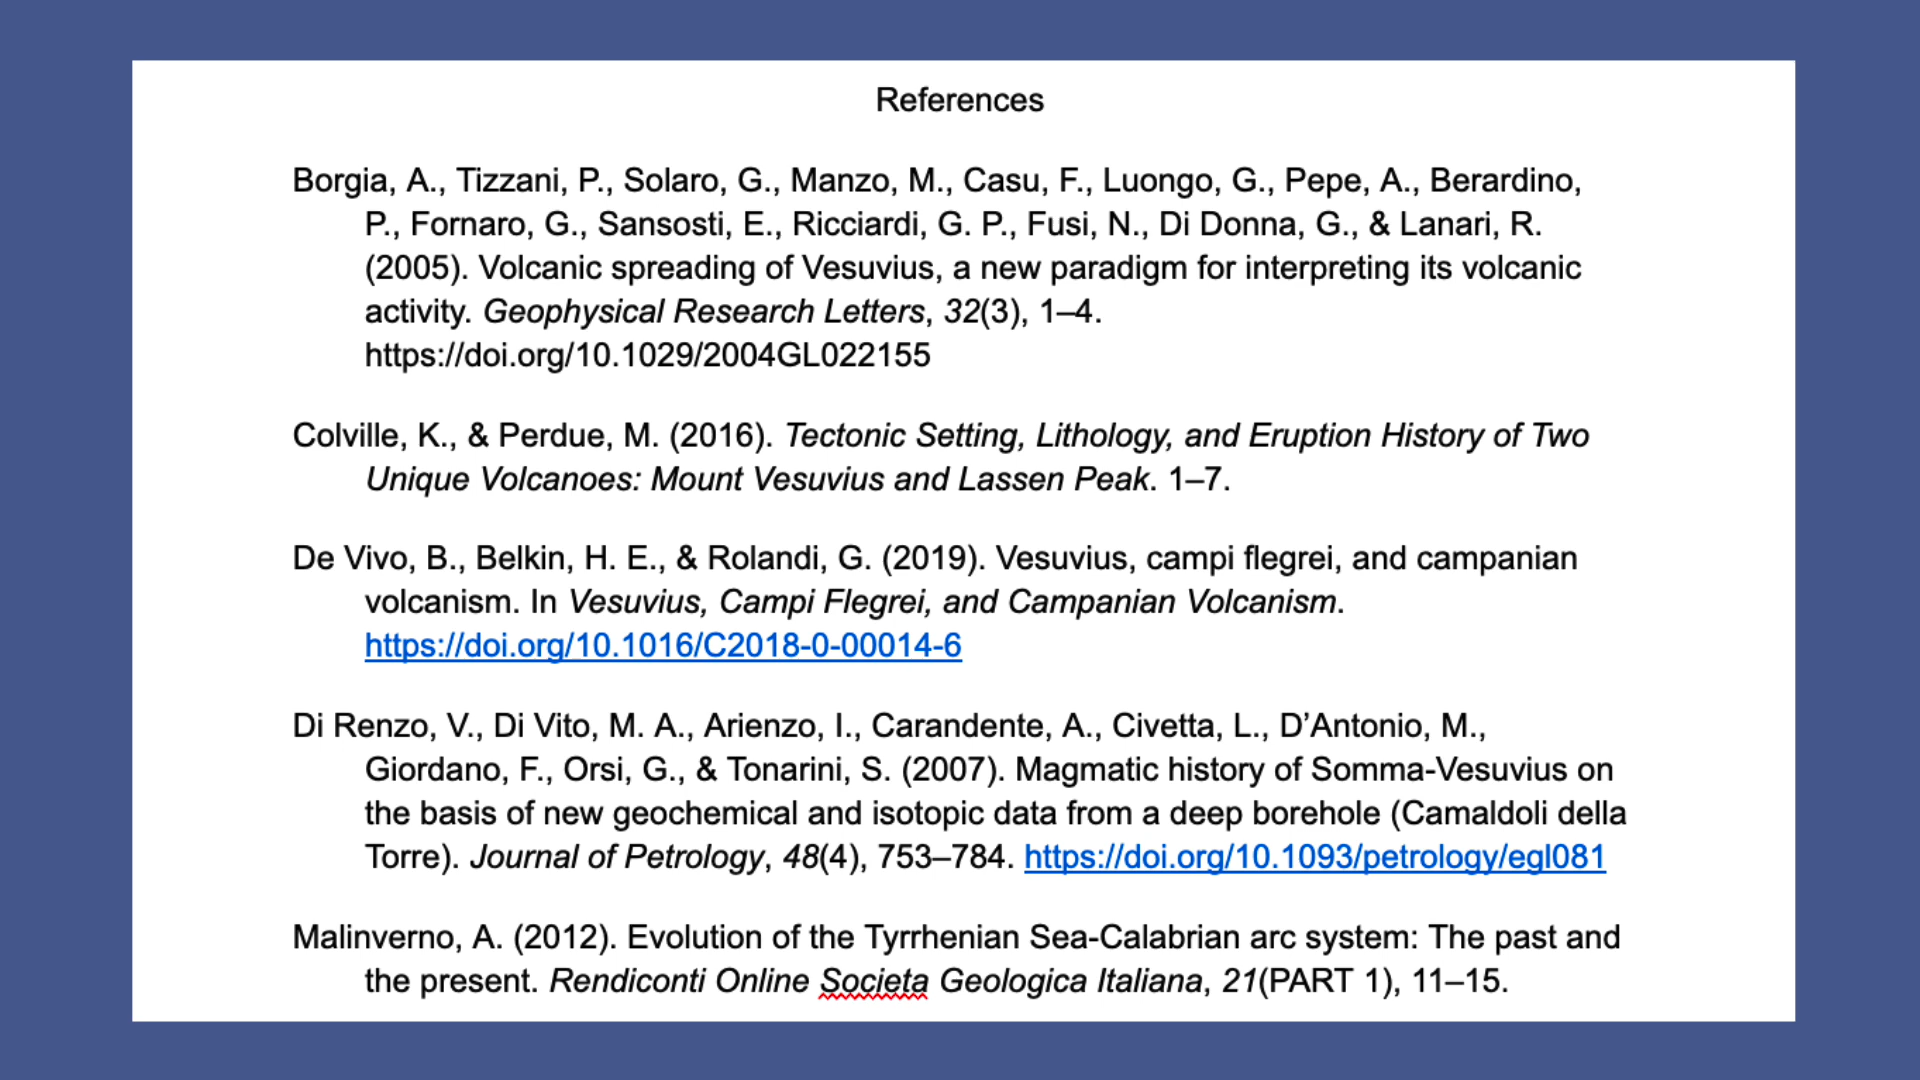 References
Borgia, A., Tizzani, P., Solaro, G., Manzo, M., Casu, F., Luongo, G., Pepe, A., Berardino,
P., Fornaro, G., Sansosti, E., Ricciardi, G. P., Fusi, N., Di Donna, G., & Lanari, R.
(2005). Volcanic spreading of Vesuvius, a new paradigm for interpreting its volcanic
activity. Geophysical Research Letters, 32(3), 1–4.
https://doi.org/10.1029/2004GL022155
Colville, K., & Perdue, M. (2016). Tectonic Setting, Lithology, and Eruption History of Two
Unique Volcanoes: Mount Vesuvius and Lassen Peak. 1–7.
De Vivo, B., Belkin, H. E., & Rolandi, G. (2019). Vesuvius, campi flegrei, and campanian
volcanism. In Vesuvius, Campi Flegrei, and Campanian Volcanism.
https://doi.org/10.1016/C2018-0-00014-6
Di Renzo, V., Di Vito, M. A., Arienzo, I., Carandente, A., Civetta, L., D’Antonio, M.,
Giordano, F., Orsi, G., & Tonarini, S. (2007). Magmatic history of Somma-Vesuvius on
the basis of new geochemical and isotopic data from a deep borehole (Camaldoli della
Torre). Journal of Petrology, 48(4), 753–784. https://doi.org/10.1093/petrology/egl081
Malinverno, A. (2012). Evolution of the Tyrrhenian Sea-Calabrian arc system: The past and
the present. Rendiconti Online Societa Geologica Italiana, 21(PART 1), 11–15.